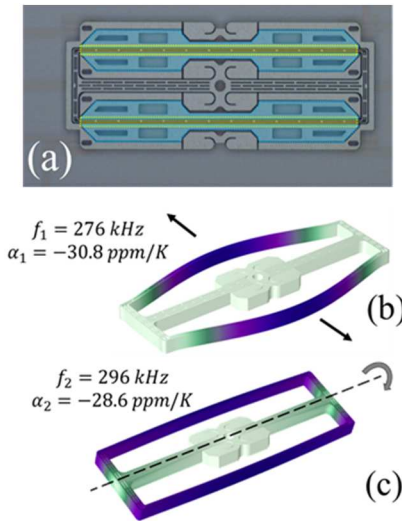 (a)
f₁ = 276 kHz
α₁ = −30.8 ppm/K
(b)
f₂ = 296 kHz
α₂ = −28.6 ppm/K
(c)